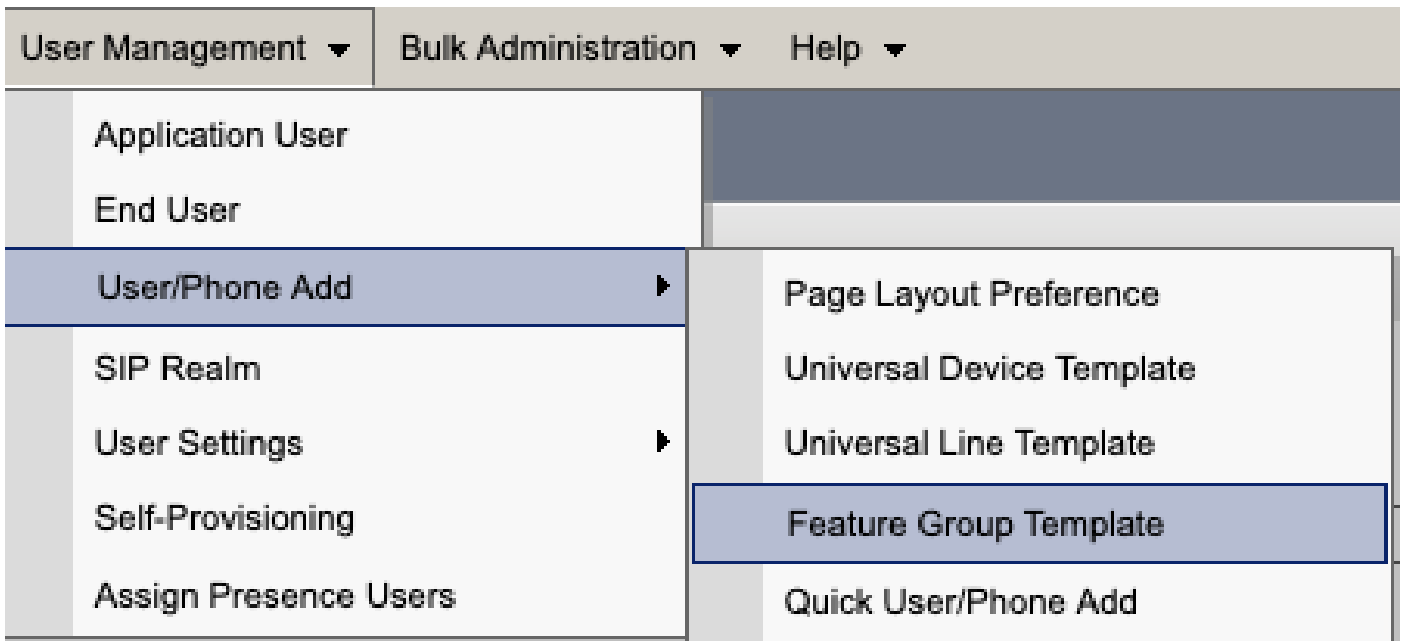 User Management Bulk Administration Help
Application User
End User
User/Phone Add
SIP Realm
User Settings
Self-Provisioning
Assign Presence Users
Page Layout Preference
Universal Device Template
Universal Line Template
Feature Group Template
Quick User/Phone Add